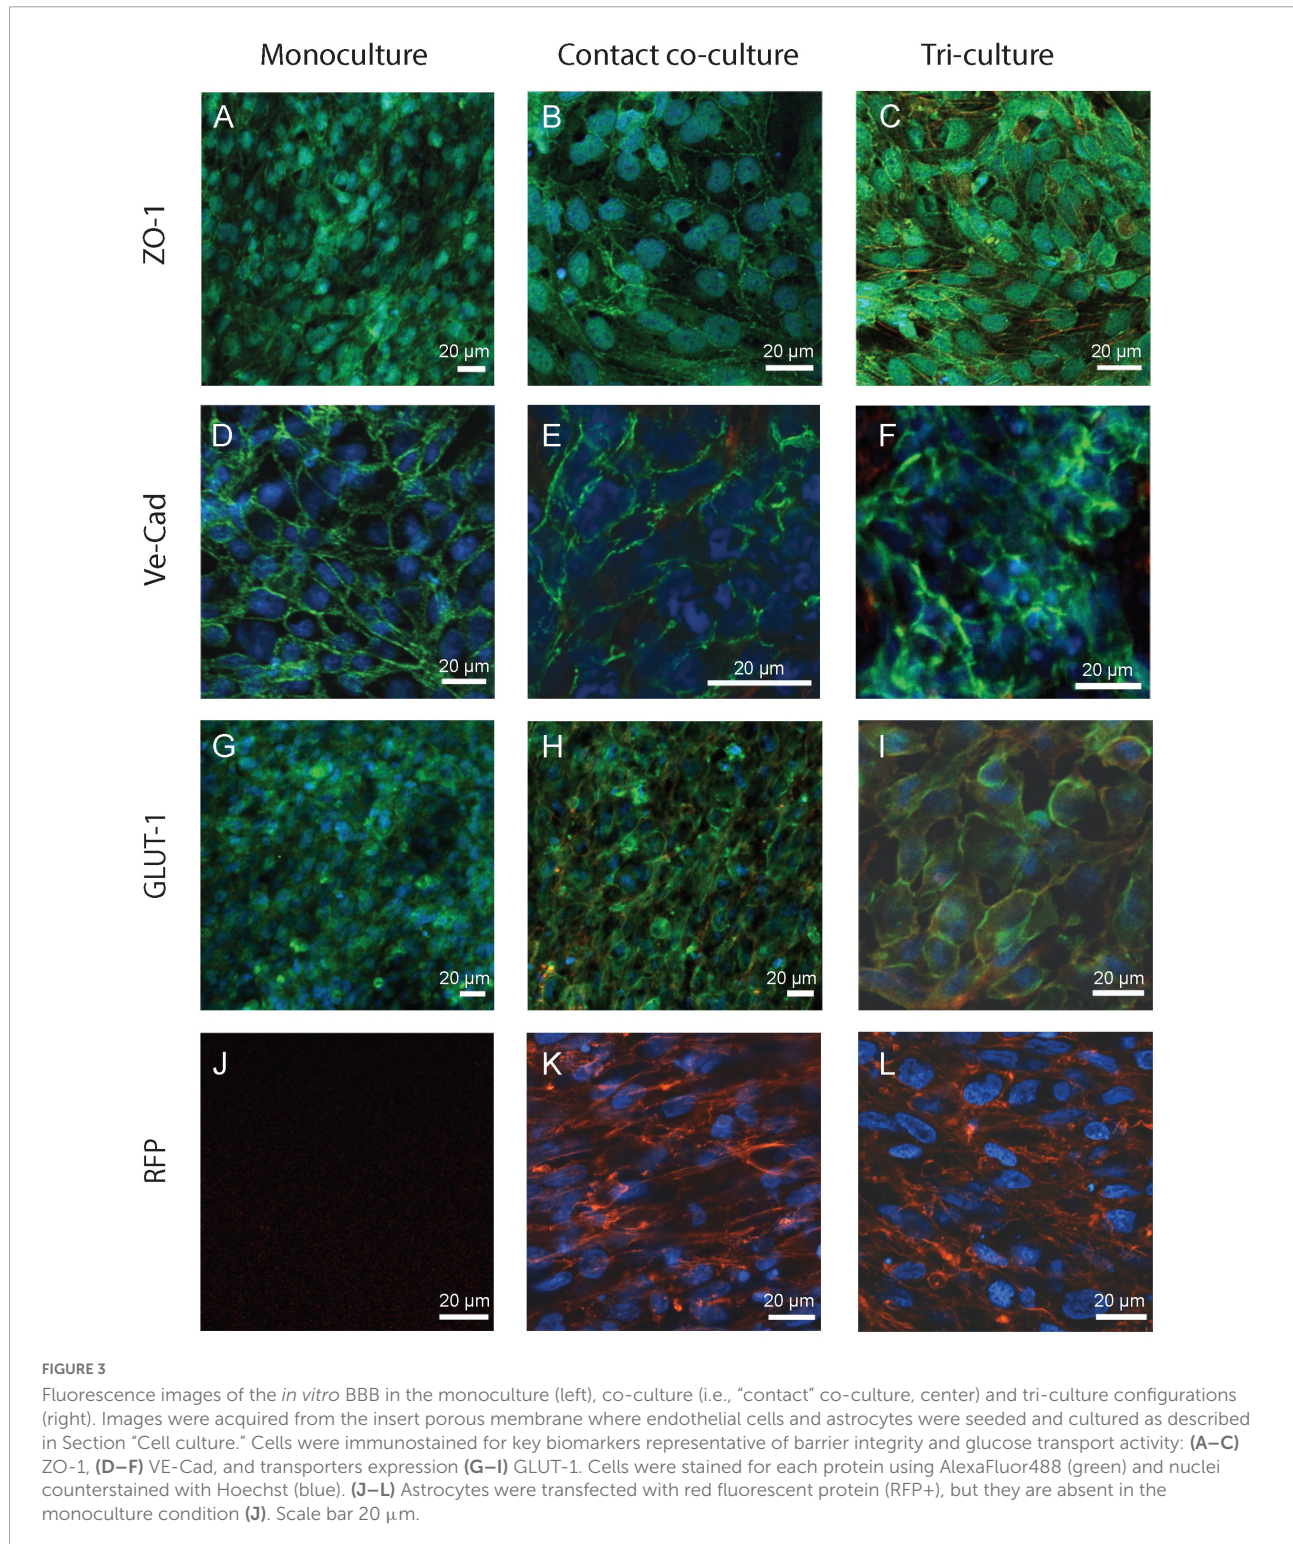 Monoculture Contact co-culture Tri-culture
ZO-1
A B C
20 µm 20 µm 20 µm
Ve-Cad
D E F
20 µm 20 µm 20 µm
GLUT-1
G H I
20 µm 20 µm 20 µm
RFP
J K L
20 µm 20 µm 20 µm
FIGURE 3
Fluorescence images of the in vitro BBB in the monoculture (left), co-culture (i.e., “contact” co-culture, center) and tri-culture configurations
(right). Images were acquired from the insert porous membrane where endothelial cells and astrocytes were seeded and cultured as described
in Section “Cell culture.” Cells were immunostained for key biomarkers representative of barrier integrity and glucose transport activity: (A–C)
ZO-1, (D–F) VE-Cad, and transporters expression (G–I) GLUT-1. Cells were stained for each protein using AlexaFluor488 (green) and nuclei
counterstained with Hoechst (blue). (J–L) Astrocytes were transfected with red fluorescent protein (RFP+), but they are absent in the
monoculture condition (J). Scale bar 20 µm.